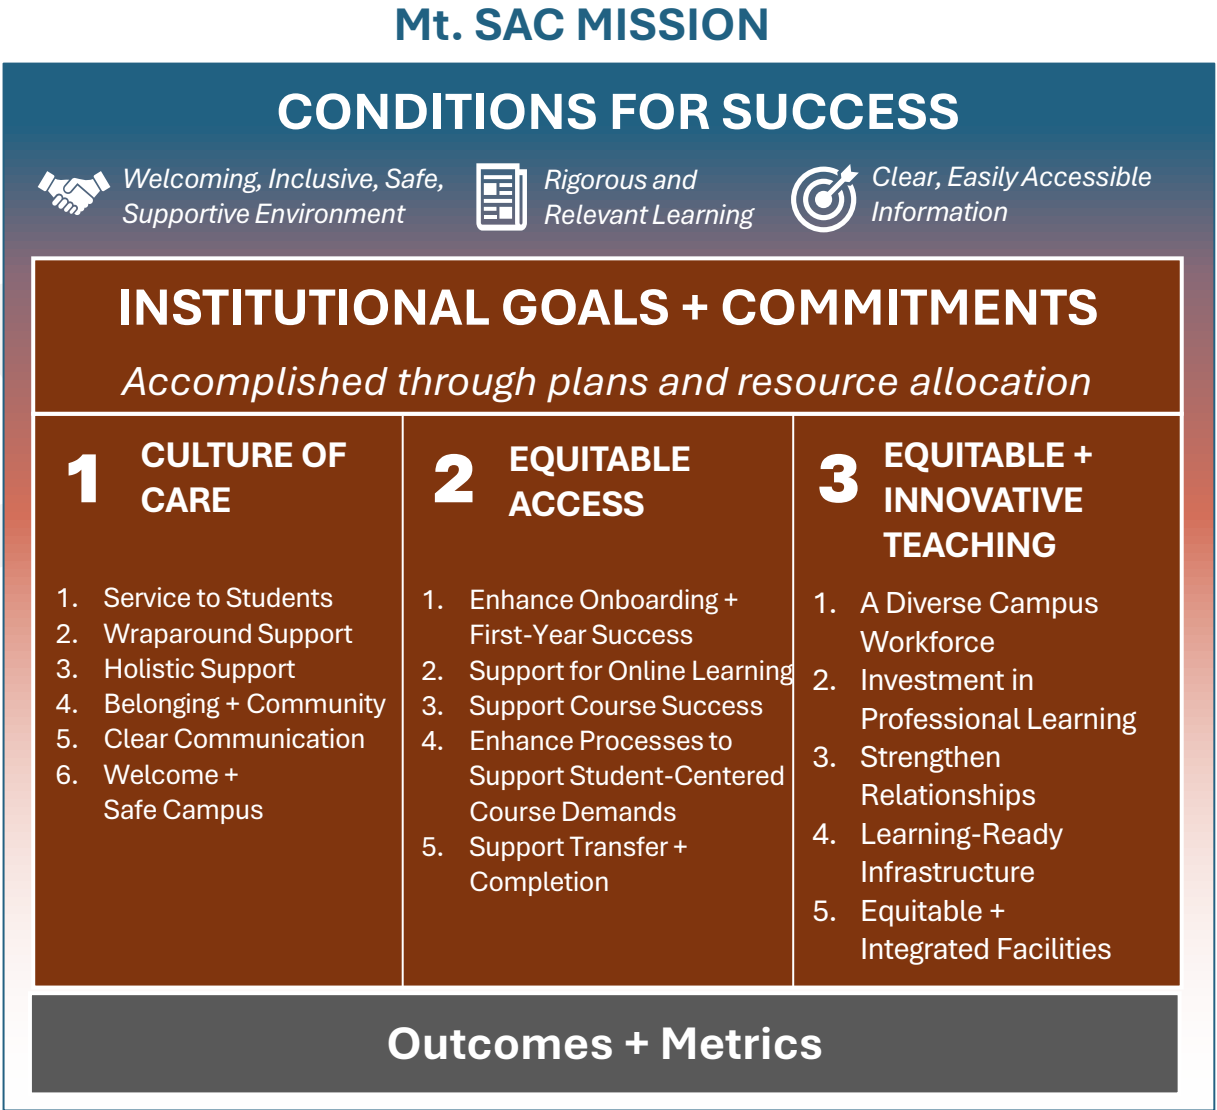 Mt. SAC MISSION
CONDITIONS FOR SUCCESS
Welcoming, Inclusive, Safe,
Supportive Environment
Rigorous and
Relevant Learning
Clear, Easily Accessible
Information
INSTITUTIONAL GOALS + COMMITMENTS
Accomplished through plans and resource allocation
1 CULTURE OF
CARE
1. Service to Students
2. Wraparound Support
3. Holistic Support
4. Belonging + Community
5. Clear Communication
6. Welcome +
Safe Campus
2 EQUITABLE
ACCESS
1. Enhance Onboarding +
First-Year Success
2. Support for Online Learning
3. Support Course Success
4. Enhance Processes to
Support Student-Centered
Course Demands
5. Support Transfer +
Completion
3 EQUITABLE +
INNOVATIVE
TEACHING
1. A Diverse Campus
Workforce
2. Investment in
Professional Learning
3. Strengthen
Relationships
4. Learning-Ready
Infrastructure
5. Equitable +
Integrated Facilities
Outcomes + Metrics